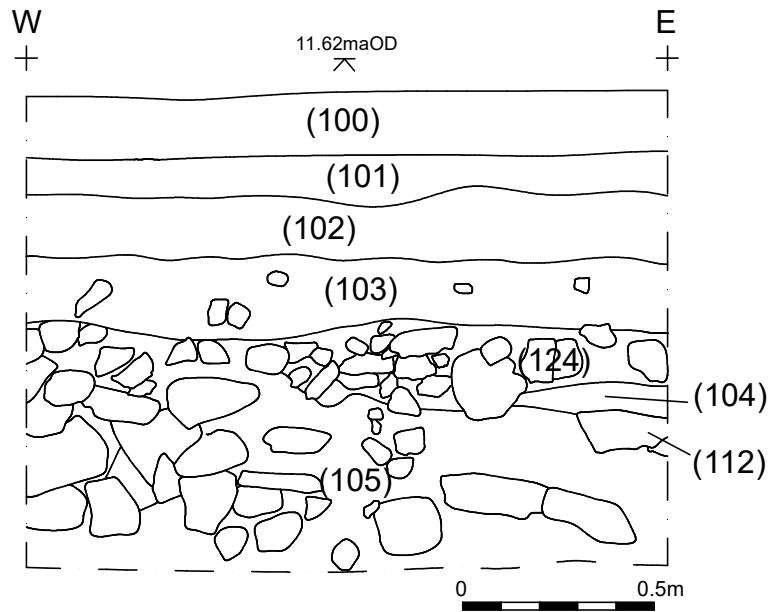 W
E
11.62maOD
(100)
(101)
(102)
(103)
(124)
(104)
(112)
(105)
0
0.5m